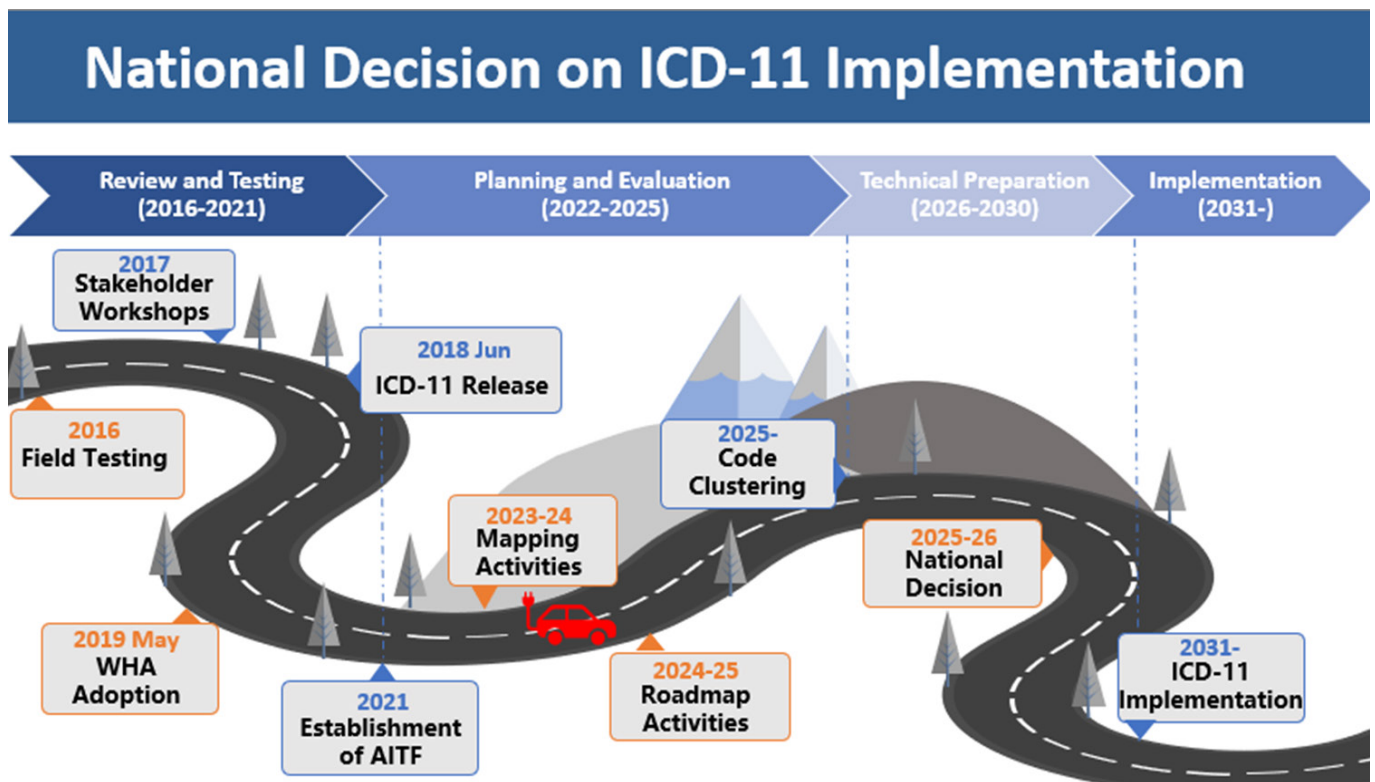 National Decision on ICD-11 Implementation
Review and Testing
(2016-2021)
Planning and Evaluation
(2022-2025)
Technical Preparation
(2026-2030)
Implementation
(2031-)
2017
Stakeholder
Workshops
2018 Jun
ICD-11 Release
2016
Field Testing
2025-
Code
Clustering
2023-24
Mapping
Activities
2025-26
National
Decision
2019 May
WHA
Adoption
2021
Establishment
of AITF
2024-25
Roadmap
Activities
2031-
ICD-11
Implementation